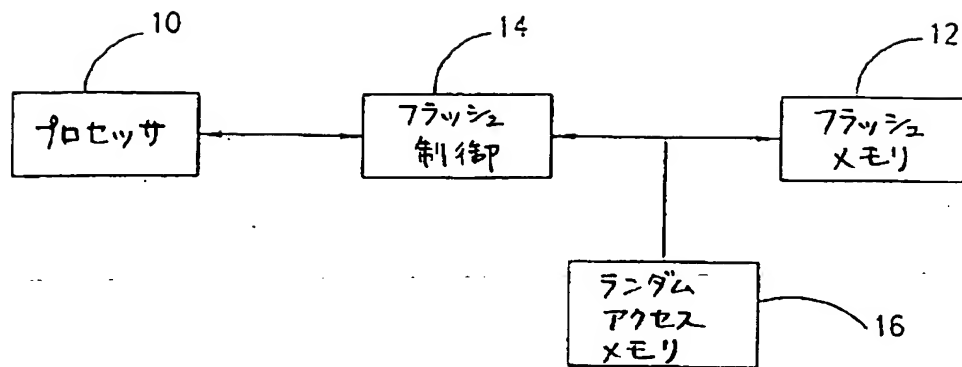 10
14
12
プロセッサ
フラッシュ
制御
フラッシュ
メモリ
ランダム
アクセス
メモリ
16